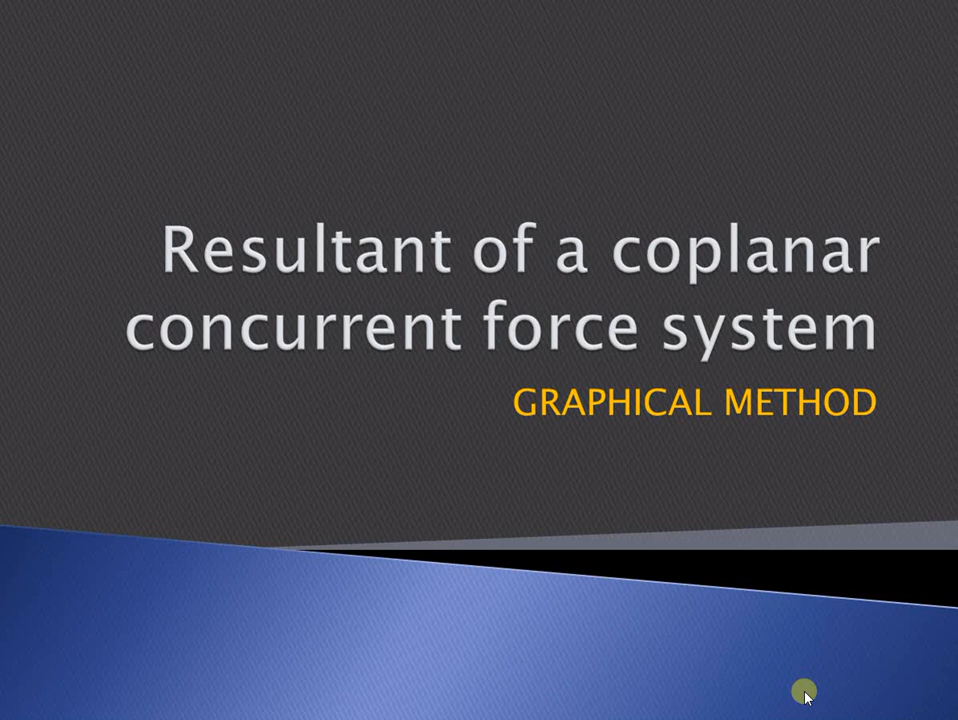 Resultant of a coplanar
concurrent force system
GRAPHICAL METHOD